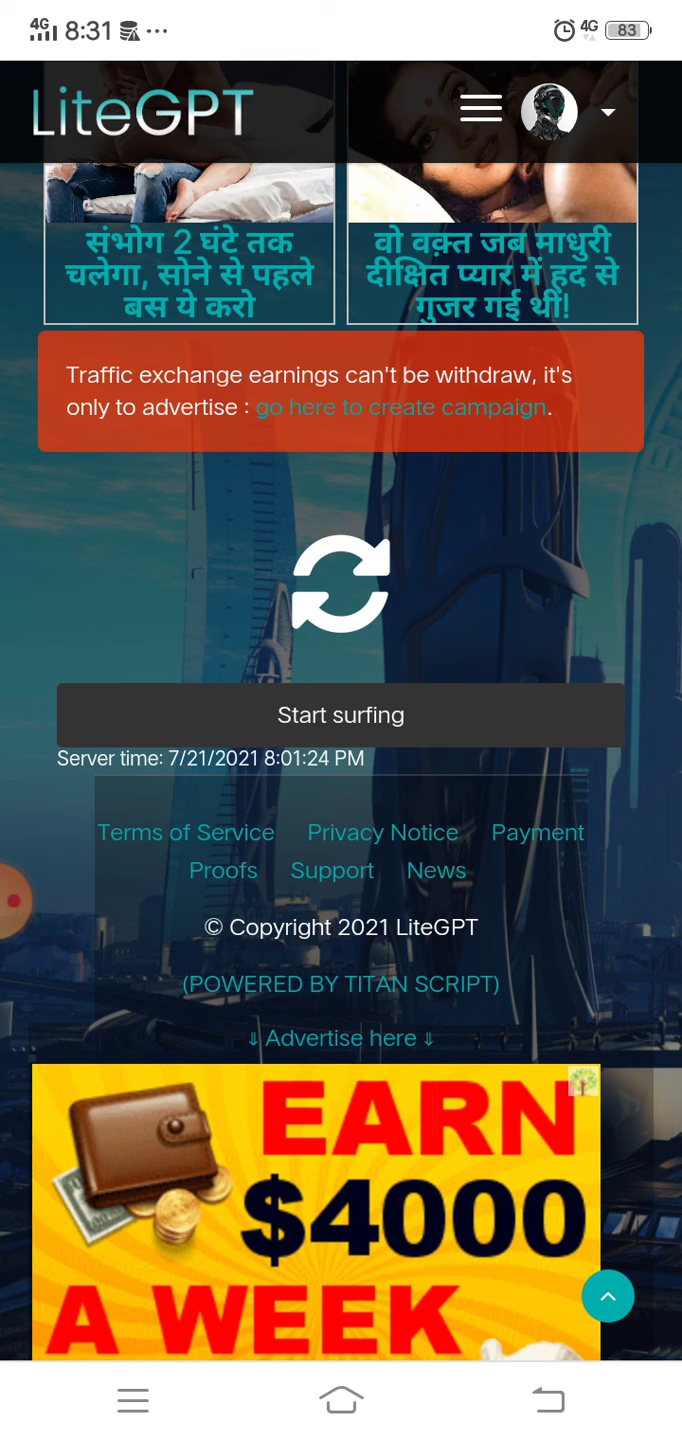 4G 8:31 ... 4G 83
LiteGPT
संभोग 2 घंटे तक
चलेगा, सोने से पहले
बस ये करो
वो वक़्त जब माधुरी
दीक्षित प्यार में हद से
गुजर गई थीं!
Traffic exchange earnings can't be withdraw, it's
only to advertise : go here to create campaign.
Start surfing
Server time: 7/21/2021 8:01:24 PM
Terms of Service Privacy Notice Payment
Proofs Support News
© Copyright 2021 LiteGPT
(POWERED BY TITAN SCRIPT)
⇓ Advertise here ⇓
EARN
$4000
A WEEK